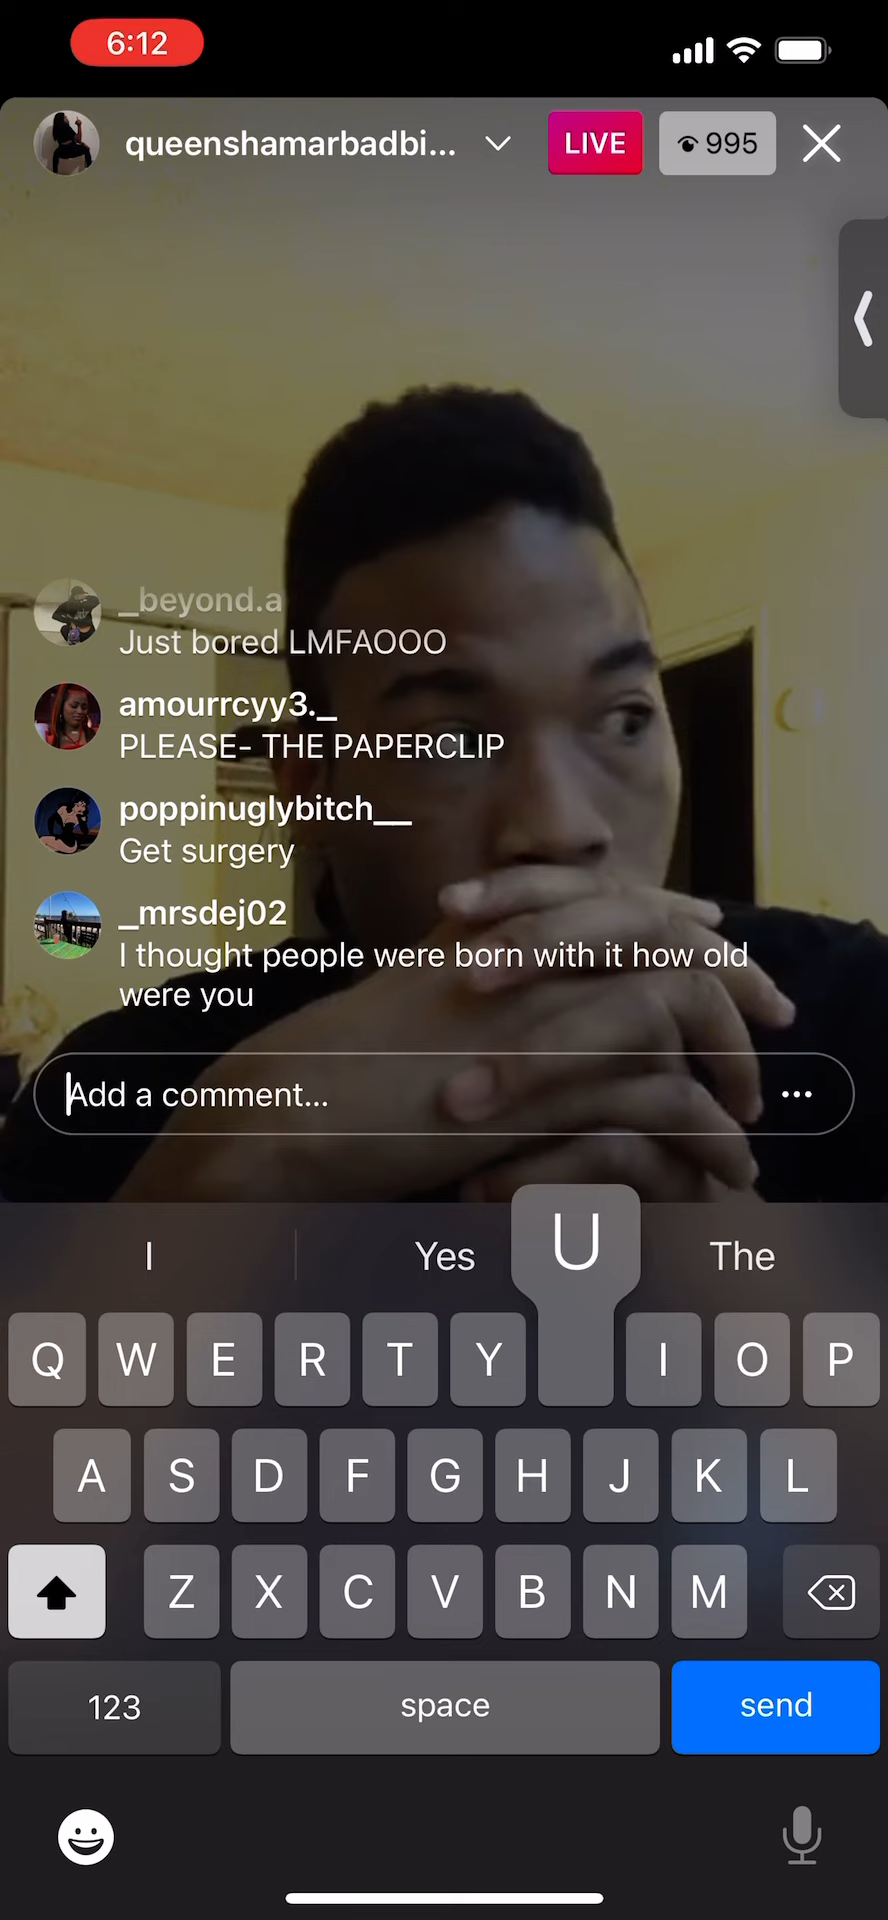 6:12
queenshamarbadbi...
LIVE
995
_beyond.a
Just bored LMFAOOO
amourrcyy3._
PLEASE- THE PAPERCLIP
poppinuglybitch__
Get surgery
_mrsdej02
I thought people were born with it how old
were you
Add a comment...
I Yes The
U
Q W E R T Y I O P
A S D F G H J K L
Z X C V B N M
123 space send